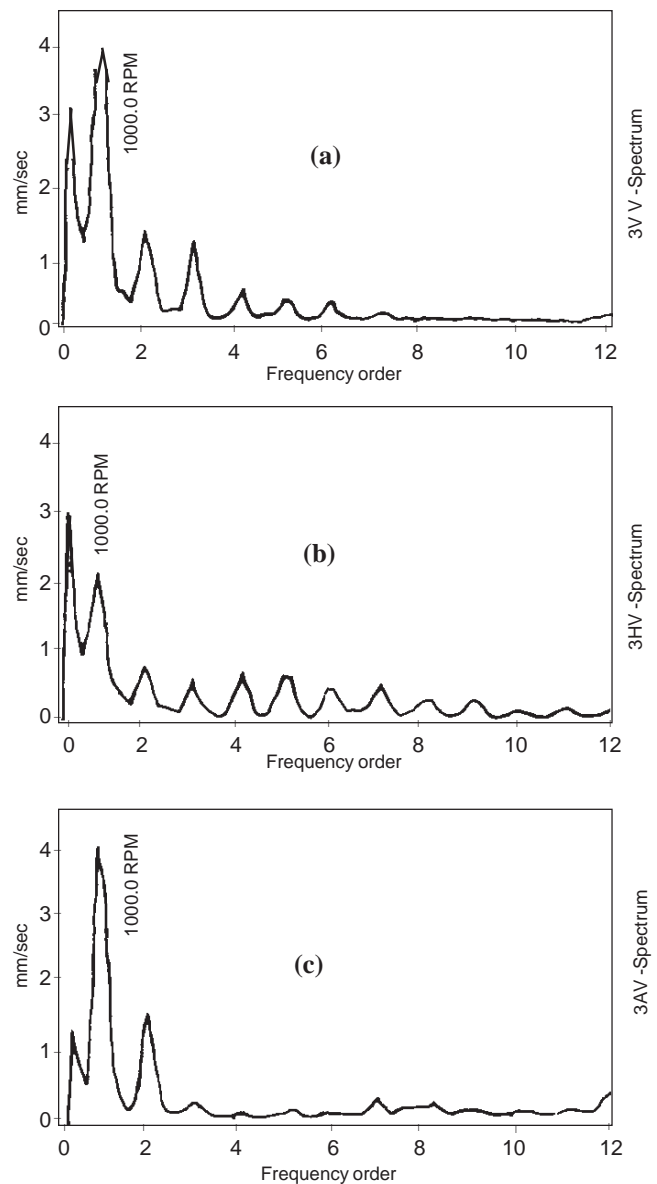 4
3
2
1
0
mm/sec
1000.0 RPM
(a)
3V V -Spectrum
0 2 4 6 8 10 12
Frequency order
4
3
2
1
0
mm/sec
1000.0 RPM
(b)
3HV -Spectrum
0 2 4 6 8 10 12
Frequency order
4
3
2
1
0
mm/sec
1000.0 RPM
(c)
3AV -Spectrum
0 2 4 6 8 10 12
Frequency order